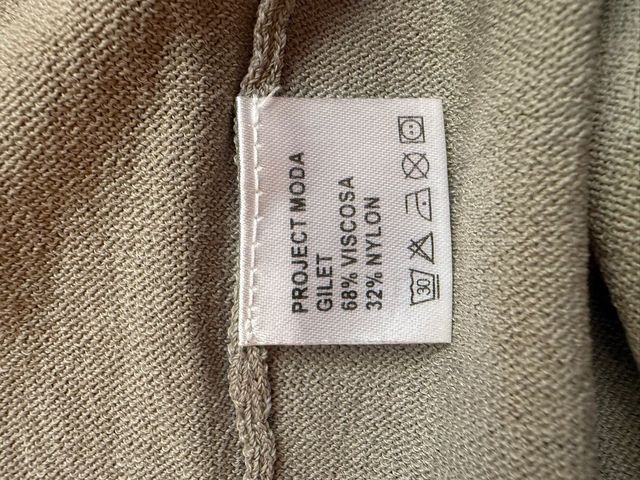 PROJECT MODA
GILET
68% VISCOSA
32% NYLON
30